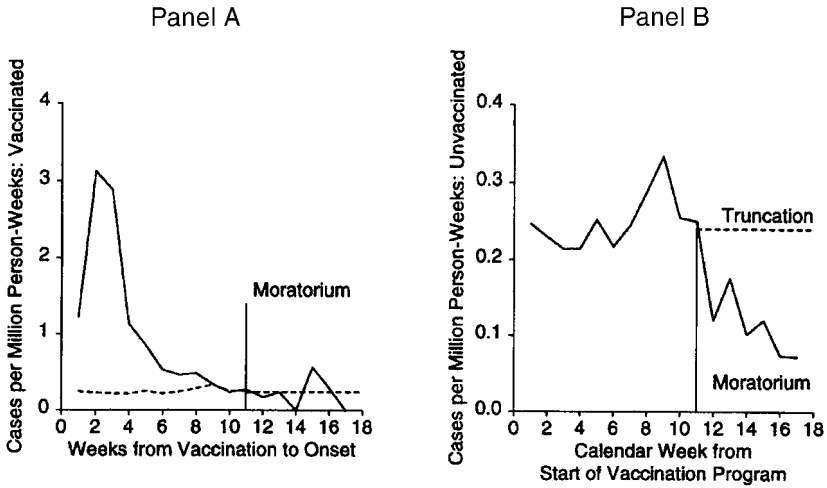 Panel A
Cases per Million Person-Weeks: Vaccinated
4
3
2
1
0
Moratorium
0 2 4 6 8 10 12 14 16 18
Weeks from Vaccination to Onset
Panel B
Cases per Million Person-Weeks: Unvaccinated
0.4
0.3
0.2
0.1
0.0
Truncation
Moratorium
0 2 4 6 8 10 12 14 16 18
Calendar Week from
Start of Vaccination Program